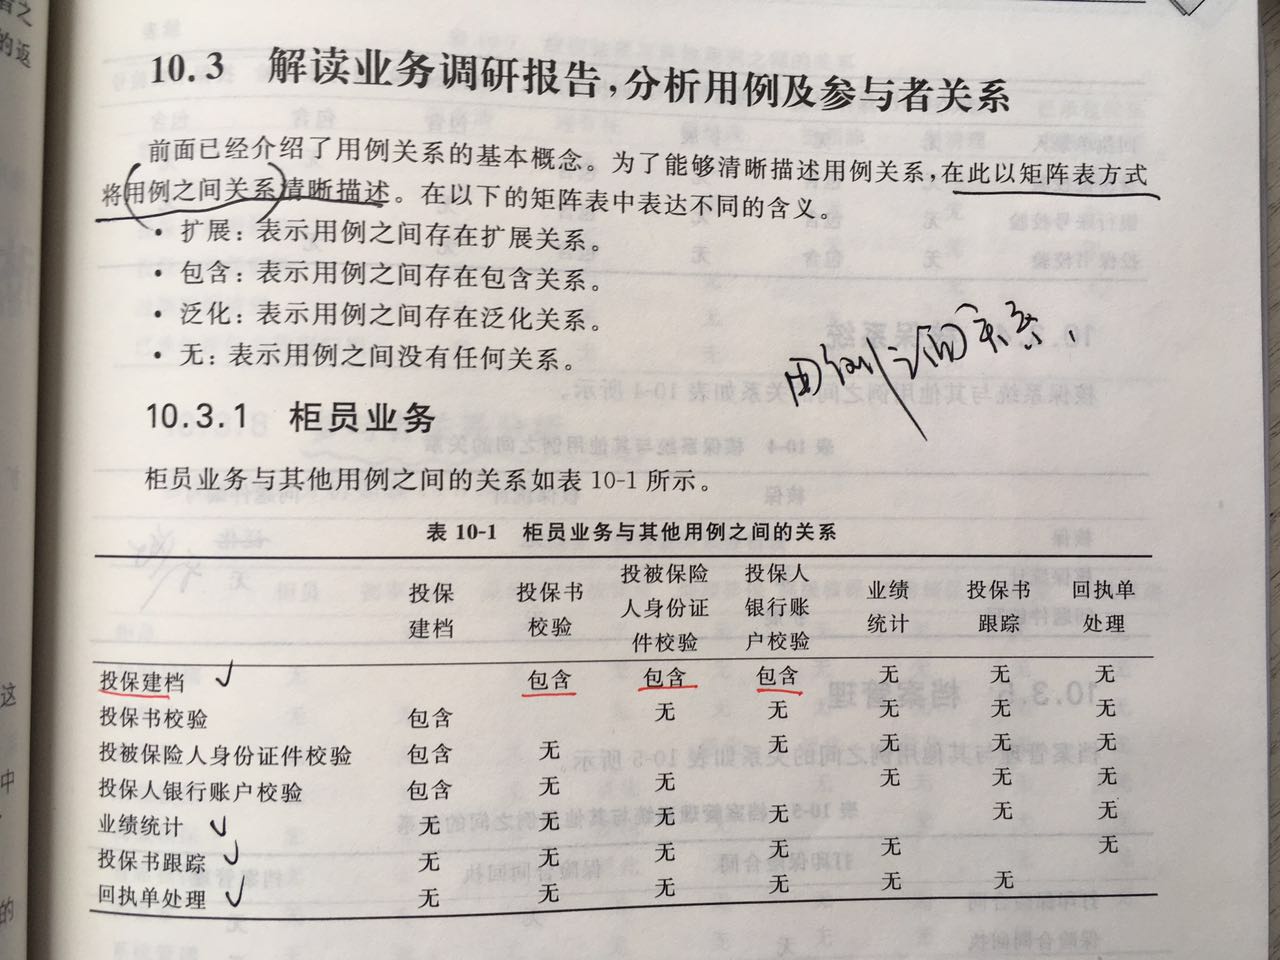 10.3 解读业务调研报告,分析用例及参与者关系
前面已经介绍了用例关系的基本概念。为了能够清晰描述用例关系,在此以矩阵表方式
将用例之间关系清晰描述。在以下的矩阵表中表达不同的含义。
• 扩展：表示用例之间存在扩展关系。
• 包含：表示用例之间存在包含关系。
• 泛化：表示用例之间存在泛化关系。
• 无：表示用例之间没有任何关系。
用例之间关系
10.3.1 柜员业务
柜员业务与其他用例之间的关系如表 10-1 所示。
表 10-1 柜员业务与其他用例之间的关系
投保建档 投保书校验 投被保险人身份证件校验 投保人银行账户校验 业绩统计 投保书跟踪 回执单处理
投保建档 包含 包含 包含 无 无 无
投保书校验 包含 无 无 无 无 无
投被保险人身份证件校验 包含 无 无 无 无 无
投保人银行账户校验 包含 无 无 无 无 无
业绩统计 无 无 无 无 无 无
投保书跟踪 无 无 无 无 无 无
回执单处理 无 无 无 无 无 无